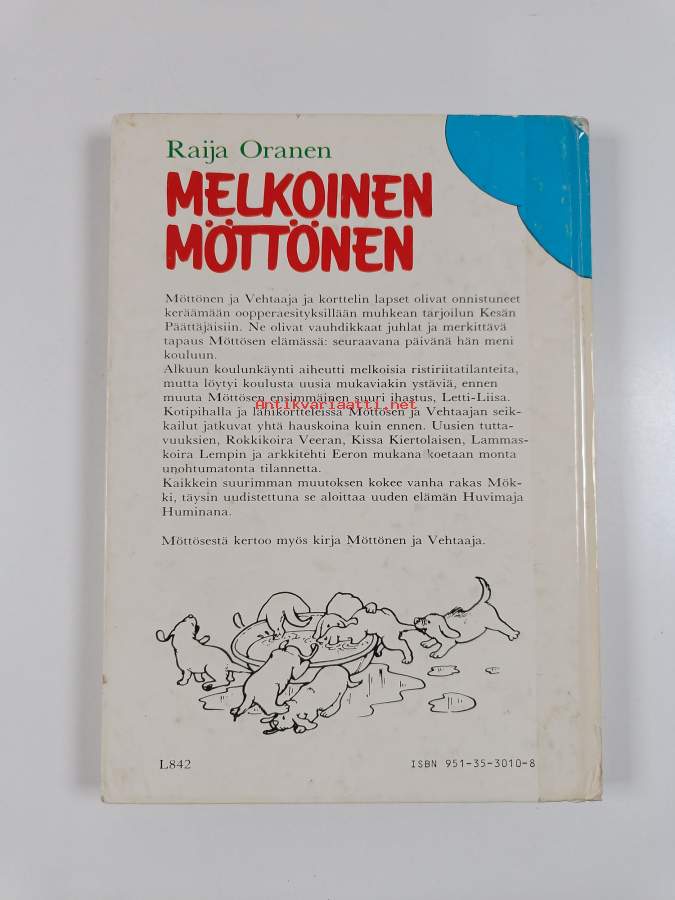 Raija Oranen
MELKOINEN
MÖTTÖNEN
Möttönen ja Vehtaaja ja korttelin lapset olivat onnistuneet
keräämään oopperaesityksillään muhkean tarjoilun Kesän
Päättäjäisiin. Ne olivat vauhdikkaat juhlat ja merkittävä
tapaus Möttösen elämässä: seuraavana päivänä hän meni
kouluun.
Alkuun koulunkäynti aiheutti melkoisia ristiriitatilanteita,
mutta löytyi koulusta uusia mukaviakin ystäviä, ennen
muuta Möttösen ensimmäinen suuri ihastus, Letti-Liisa.
Antikvariaatti.net
Kotipihalla ja lähikortteleissa Möttösen ja Vehtaajan seik-
kailut jatkuvat yhtä hauskoina kuin ennen. Uusien tutta-
vuuksien, Rokkikoira Veeran, Kissa Kiertolaisen, Lammas-
koira Lempin ja arkkitehti Eeron mukana koetaan monta
unohtumatonta tilannetta.
Kaikkein suurimman muutoksen kokee vanha rakas Mök-
ki, täysin uudistettuna se aloittaa uuden elämän Huvimaja
Huminana.
Möttösestä kertoo myös kirja Möttönen ja Vehtaaja.
L842
ISBN 951-35-3010-8